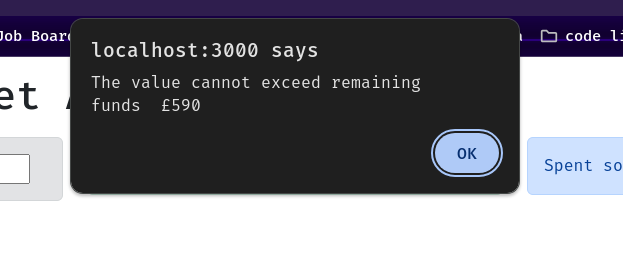 Job Boar
code li
localhost:3000 says
The value cannot exceed remaining
funds  £590
OK
et
Spent so